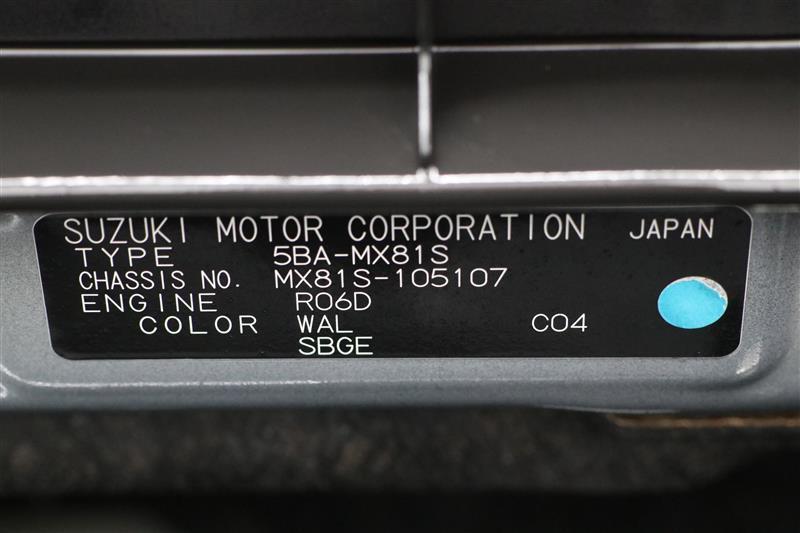 SUZUKI MOTOR CORPORATION JAPAN
TYPE 5BA-MX81S
CHASSIS NO. MX81S-105107
ENGINE R06D
COLOR WAL C04
SBGE